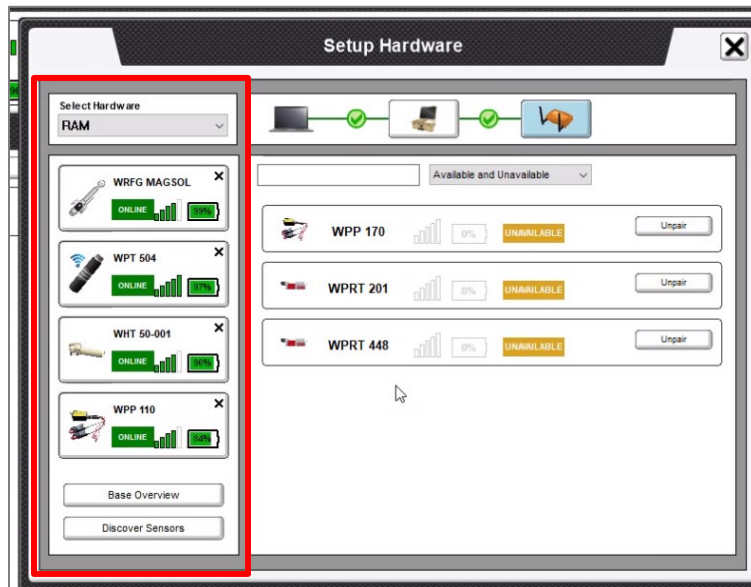 Setup Hardware
Select Hardware
RAM
WRFG MAGSOL
ONLINE 99%
WPT 504
ONLINE 97%
WHT 50-001
ONLINE 96%
WPP 110
ONLINE 84%
Base Overview
Discover Sensors
Available and Unavailable
WPP 170 0% UNAVAILABLE Unpair
WPRT 201 0% UNAVAILABLE Unpair
WPRT 448 0% UNAVAILABLE Unpair